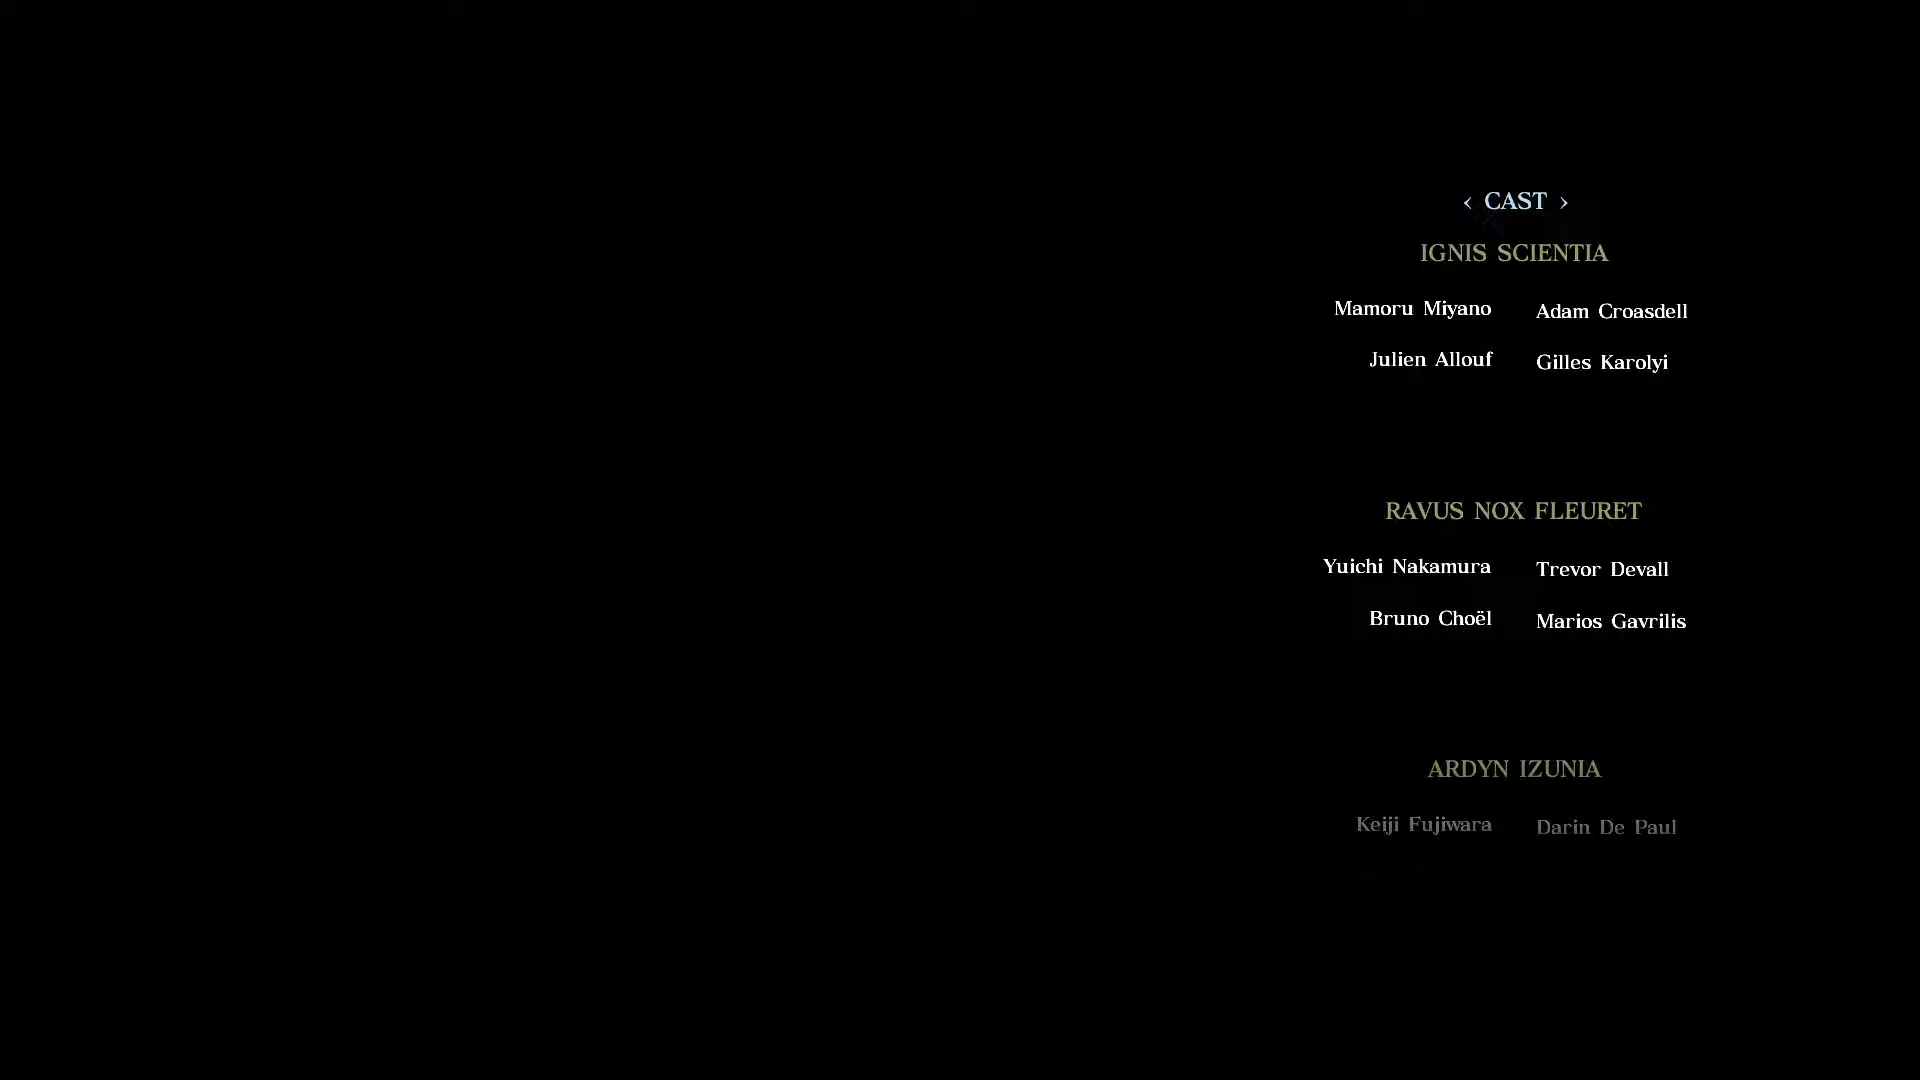 ‹ CAST ›
IGNIS SCIENTIA
Mamoru Miyano Adam Croasdell
Julien Allouf Gilles Karolyi
RAVUS NOX FLEURET
Yuichi Nakamura Trevor Devall
Bruno Choël Marios Gavrilis
ARDYN IZUNIA
Keiji Fujiwara Darin De Paul